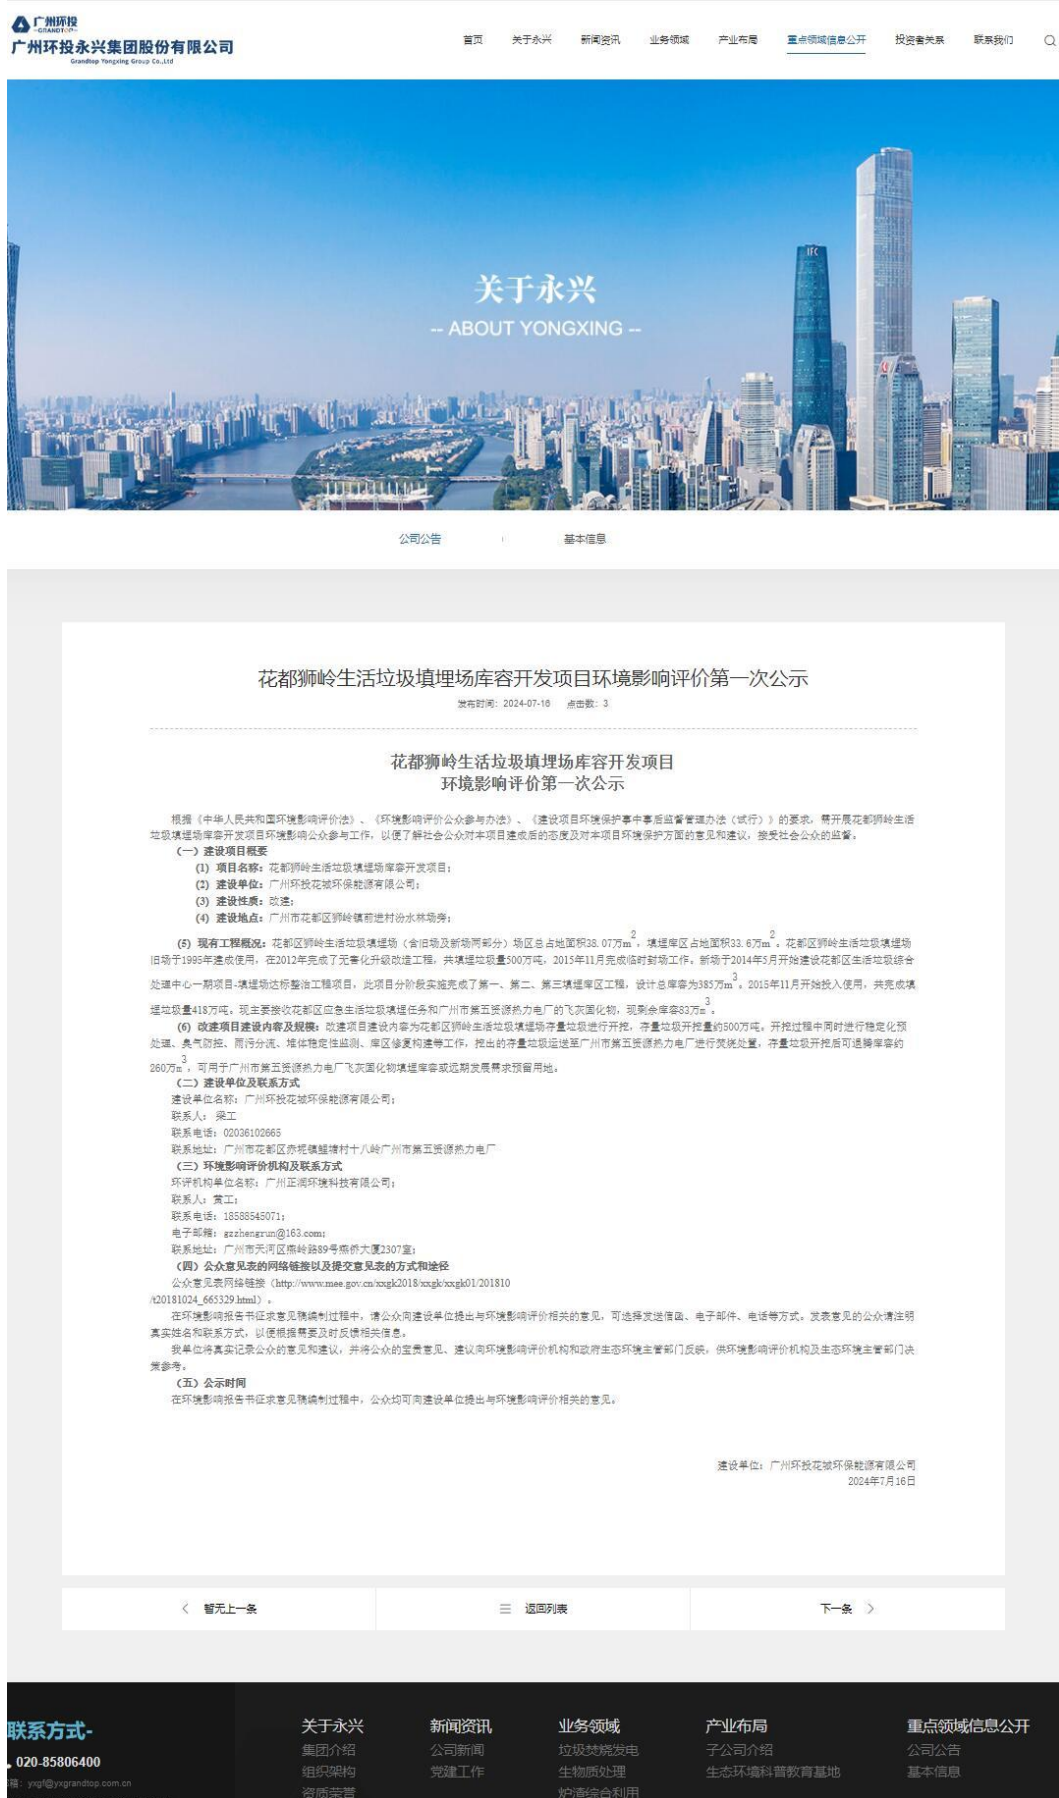 广州环投
-GRANDTOP-
广州环投永兴集团股份有限公司
Grandtop Yongxing Group Co.,Ltd
首页 关于永兴 新闻资讯 业务领域 产业布局 重点领域信息公开 投资者关系 联系我们
IFC
关于永兴
-- ABOUT YONGXING --
公司公告 基本信息
花都狮岭生活垃圾填埋场库容开发项目环境影响评价第一次公示
发布时间：2024-07-16 点击数：3
花都狮岭生活垃圾填埋场库容开发项目
环境影响评价第一次公示
根据《中华人民共和国环境影响评价法》、《环境影响评价公众参与办法》、《建设项目环境保护事中事后监督管理办法（试行）》的要求，需开展花都狮岭生活
垃圾填埋场库容开发项目环境影响公众参与工作，以便了解社会公众对本项目建成后的态度及对本项目环境保护方面的意见和建议，接受社会公众的监督。
（一）建设项目概要
(1) 项目名称：花都狮岭生活垃圾填埋场库容开发项目；
(2) 建设单位：广州环投花城环保能源有限公司；
(3) 建设性质：改建；
(4) 建设地点：广州市花都区狮岭镇前进村汾水林场旁；
(5) 现有工程概况：花都区狮岭生活垃圾填埋场（含旧场及新场两部分）场区总占地面积38.07万m²，填埋库区占地面积33.6万m²。花都区狮岭生活垃圾填埋场
旧场于1995年建成使用，在2012年完成了无害化升级改造工程，共填埋垃圾量500万吨，2015年11月完成临时封场工作。新场于2014年5月开始建设花都区生活垃圾综合
处理中心一期项目-填埋场达标整治工程项目，此项目分阶段实施完成了第一、第二、第三填埋库区工程，设计总库容为385万m³。2015年11月开始投入使用，共完成填
埋垃圾量418万吨。现主要接收花都区应急生活垃圾填埋任务和广州市第五资源热力电厂的飞灰固化物，现剩余库容83万m³。
(6) 改建项目建设内容及规模：改建项目建设内容为花都区狮岭生活垃圾填埋场存量垃圾进行开挖，存量垃圾开挖量约500万吨。开挖过程中同时进行稳定化预
处理、臭气防控、雨污分流、堆体稳定性监测、库区修复构建等工作，挖出的存量垃圾运送至广州市第五资源热力电厂进行焚烧处置，存量垃圾开挖后可退腾库容约
260万m³，可用于广州市第五资源热力电厂飞灰固化物填埋库容或远期发展需求预留用地。
（二）建设单位及联系方式
建设单位名称：广州环投花城环保能源有限公司；
联系人： 梁工
联系电话：02036102665
联系地址：广州市花都区赤坭镇鲤塘村十八岭广州市第五资源热力电厂
（三）环境影响评价机构及联系方式
环评机构单位名称：广州正润环境科技有限公司；
联系人：黄工；
联系电话：18588545071；
电子邮箱：gzzhengrun@163.com；
联系地址：广州市天河区燕岭路89号燕侨大厦2307室；
（四）公众意见表的网络链接以及提交意见表的方式和途径
公众意见表网络链接（http://www.mee.gov.cn/xxgk2018/xxgk/xxgk01/201810
/t20181024_665329.html）。
在环境影响报告书征求意见稿编制过程中，请公众向建设单位提出与环境影响评价相关的意见，可选择发送信函、电子邮件、电话等方式。发表意见的公众请注明
真实姓名和联系方式，以便根据需要及时反馈相关信息。
我单位将真实记录公众的意见和建议，并将公众的宝贵意见、建议向环境影响评价机构和政府生态环境主管部门反映，供环境影响评价机构及生态环境主管部门决
策参考。
（五）公示时间
在环境影响报告书征求意见稿编制过程中，公众均可向建设单位提出与环境影响评价相关的意见。
建设单位：广州环投花城环保能源有限公司
2024年7月16日
暂无上一条 返回列表 下一条
联系方式- 关于永兴 新闻资讯 业务领域 产业布局 重点领域信息公开
集团介绍 公司新闻 垃圾焚烧发电 子公司介绍 公司公告
020-85806400
组织架构 党建工作 生物质处理 生态环境科普教育基地 基本信息
箱：yxgf@yxgrandtop.com.cn
资质荣誉 炉渣综合利用